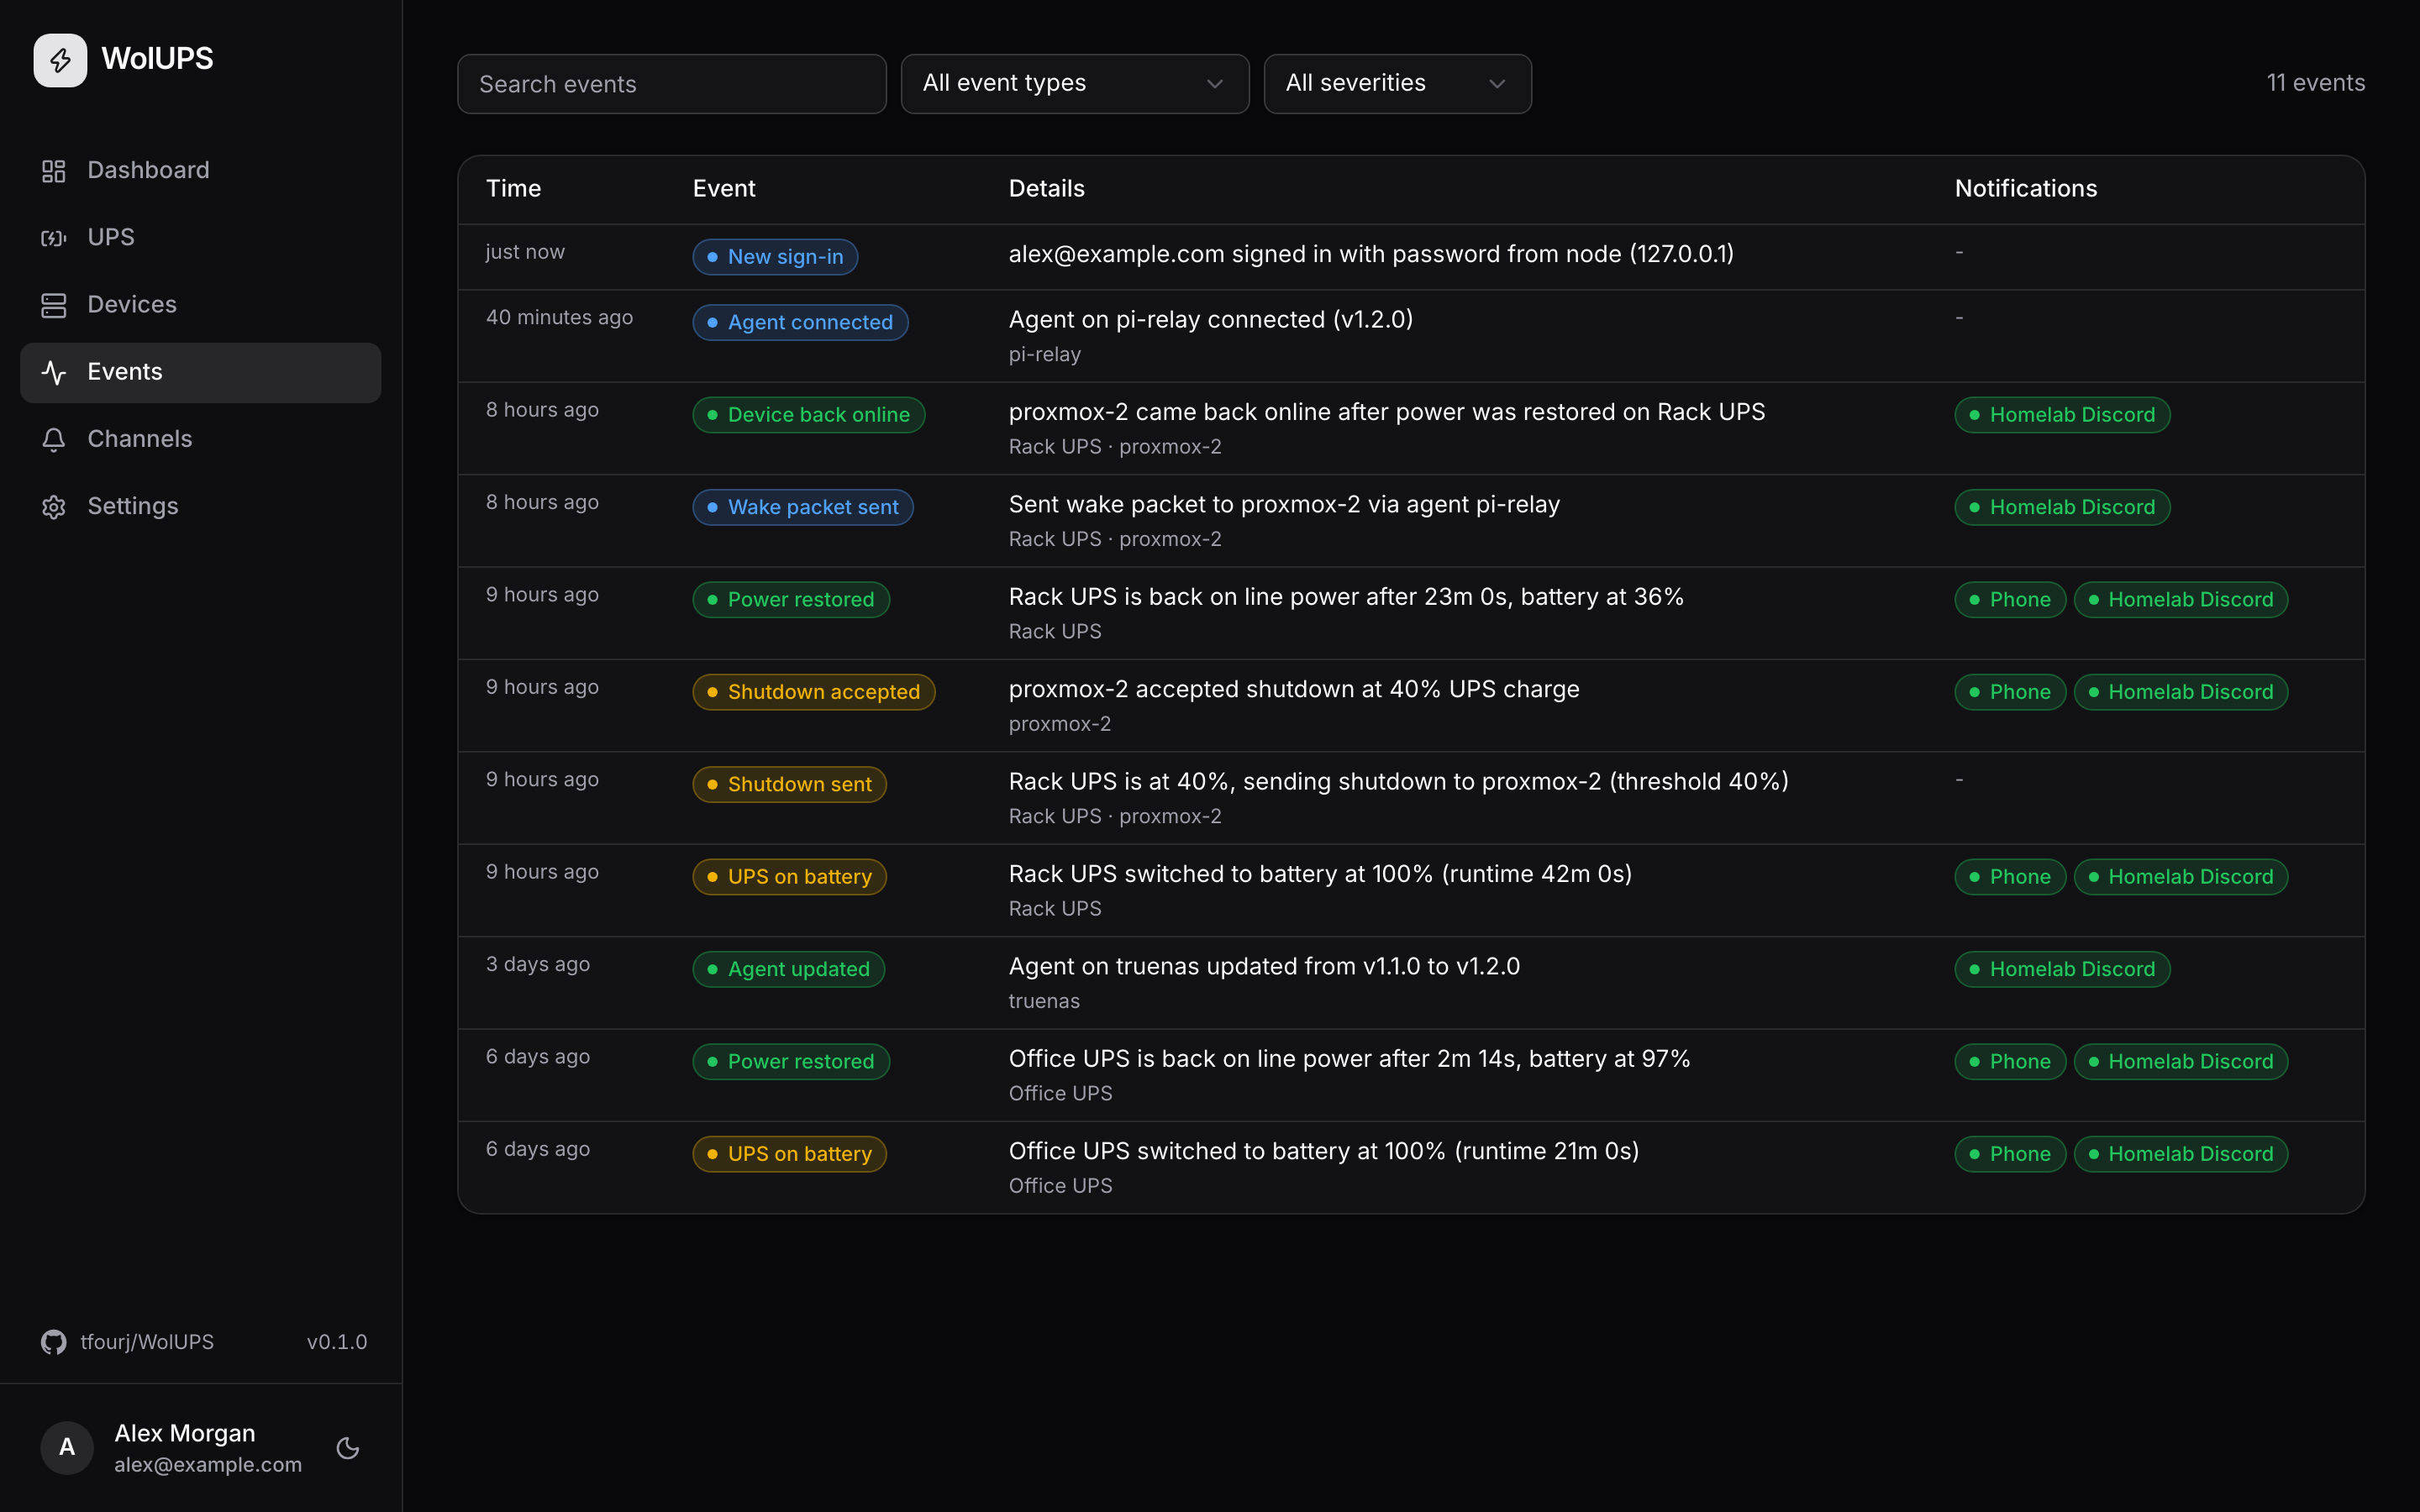 WolUPS
Dashboard
UPS
Devices
Events
Channels
Settings
tfourj/WolUPS v0.1.0
A
Alex Morgan
alex@example.com
Search events
All event types
All severities
11 events
Time Event Details Notifications
just now New sign-in alex@example.com signed in with password from node (127.0.0.1) -
40 minutes ago Agent connected Agent on pi-relay connected (v1.2.0) -
pi-relay
8 hours ago Device back online proxmox-2 came back online after power was restored on Rack UPS Homelab Discord
Rack UPS · proxmox-2
8 hours ago Wake packet sent Sent wake packet to proxmox-2 via agent pi-relay Homelab Discord
Rack UPS · proxmox-2
9 hours ago Power restored Rack UPS is back on line power after 23m 0s, battery at 36% Phone Homelab Discord
Rack UPS
9 hours ago Shutdown accepted proxmox-2 accepted shutdown at 40% UPS charge Phone Homelab Discord
proxmox-2
9 hours ago Shutdown sent Rack UPS is at 40%, sending shutdown to proxmox-2 (threshold 40%) -
Rack UPS · proxmox-2
9 hours ago UPS on battery Rack UPS switched to battery at 100% (runtime 42m 0s) Phone Homelab Discord
Rack UPS
3 days ago Agent updated Agent on truenas updated from v1.1.0 to v1.2.0 Homelab Discord
truenas
6 days ago Power restored Office UPS is back on line power after 2m 14s, battery at 97% Phone Homelab Discord
Office UPS
6 days ago UPS on battery Office UPS switched to battery at 100% (runtime 21m 0s) Phone Homelab Discord
Office UPS